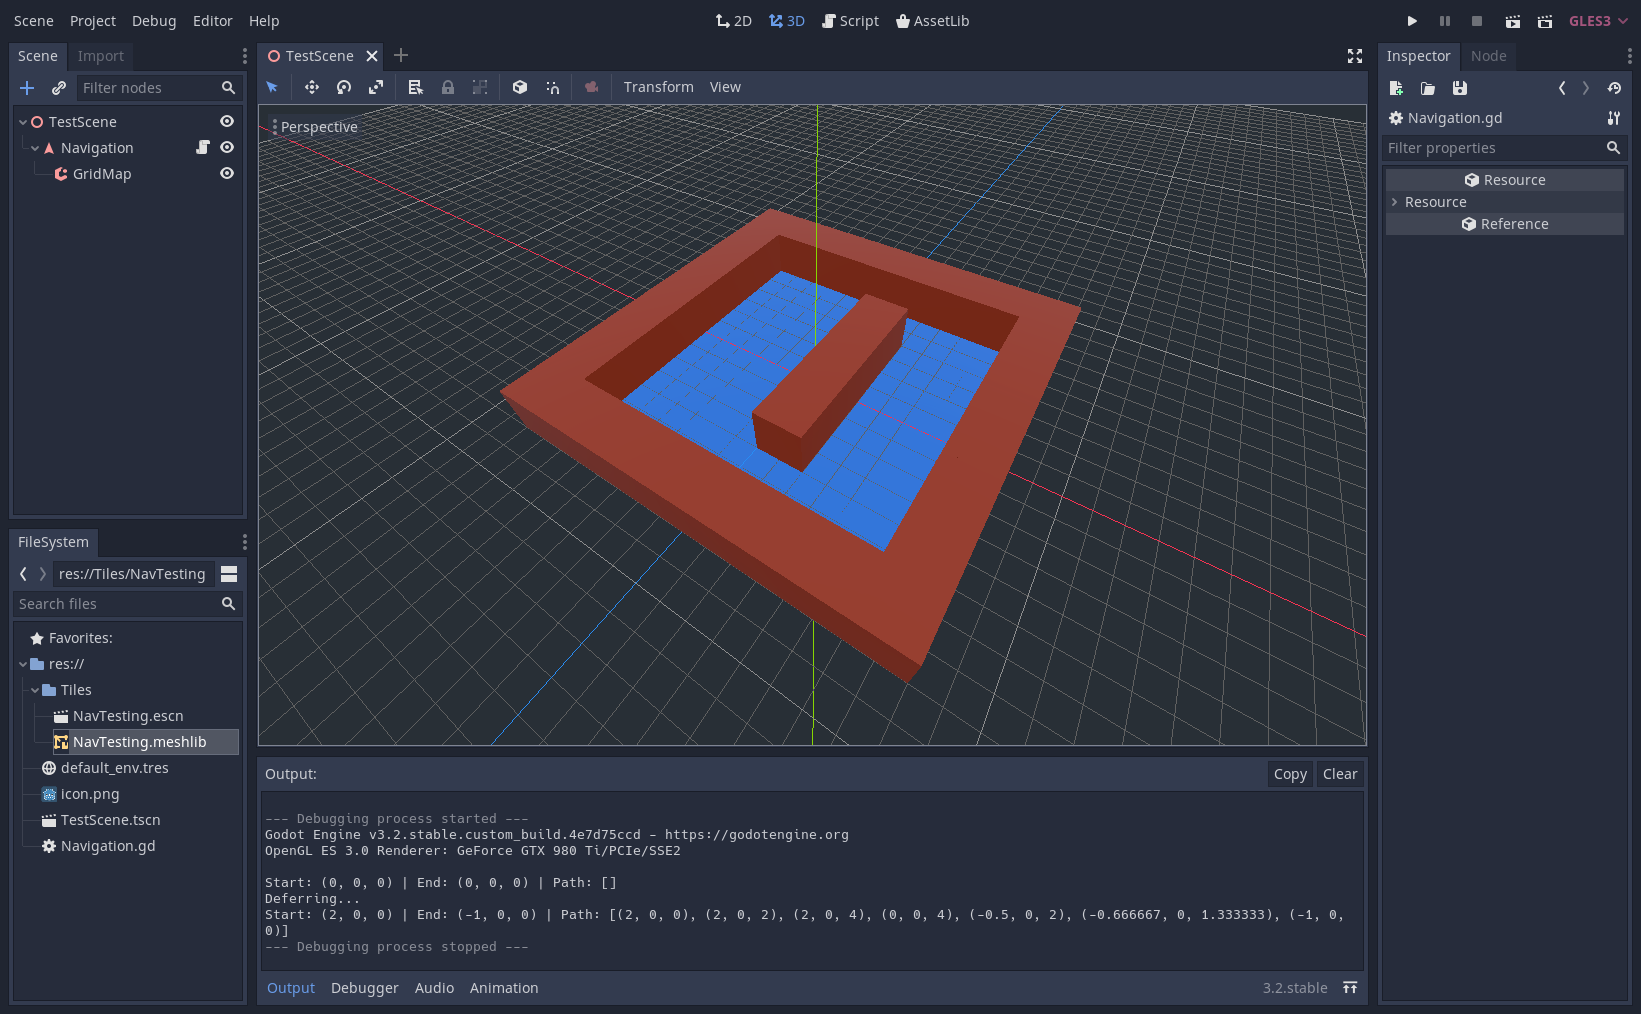 Scene Project Debug Editor Help
2D 3D Script AssetLib
GLES3
Scene Import
Filter nodes
TestScene
Navigation
GridMap
FileSystem
res://Tiles/NavTesting
Search files
Favorites:
res://
Tiles
NavTesting.escn
NavTesting.meshlib
default_env.tres
icon.png
TestScene.tscn
Navigation.gd
TestScene
Transform View
Perspective
Output:
Copy Clear
--- Debugging process started ---
Godot Engine v3.2.stable.custom_build.4e7d75ccd - https://godotengine.org
OpenGL ES 3.0 Renderer: GeForce GTX 980 Ti/PCIe/SSE2
Start: (0, 0, 0) | End: (0, 0, 0) | Path: []
Deferring...
Start: (2, 0, 0) | End: (-1, 0, 0) | Path: [(2, 0, 0), (2, 0, 2), (2, 0, 4), (0, 0, 4), (-0.5, 0, 2), (-0.666667, 0, 1.333333), (-1, 0,
0)]
--- Debugging process stopped ---
Output Debugger Audio Animation
3.2.stable
Inspector Node
Navigation.gd
Filter properties
Resource
Resource
Reference